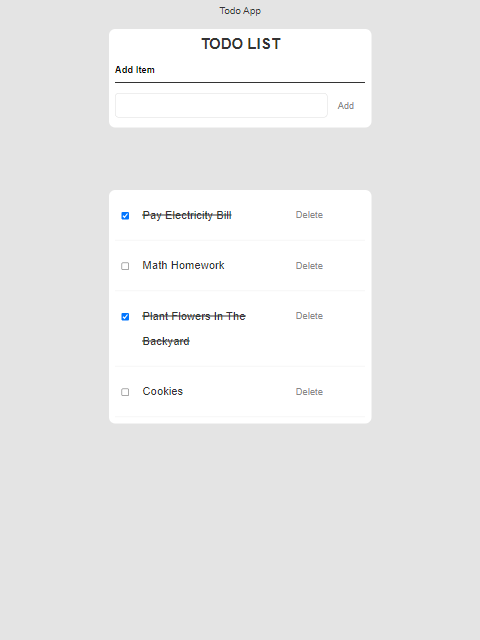 Todo App
TODO LIST
Add Item
Add
Pay Electricity Bill
Delete
Math Homework
Delete
Plant Flowers In The
Backyard
Delete
Cookies
Delete